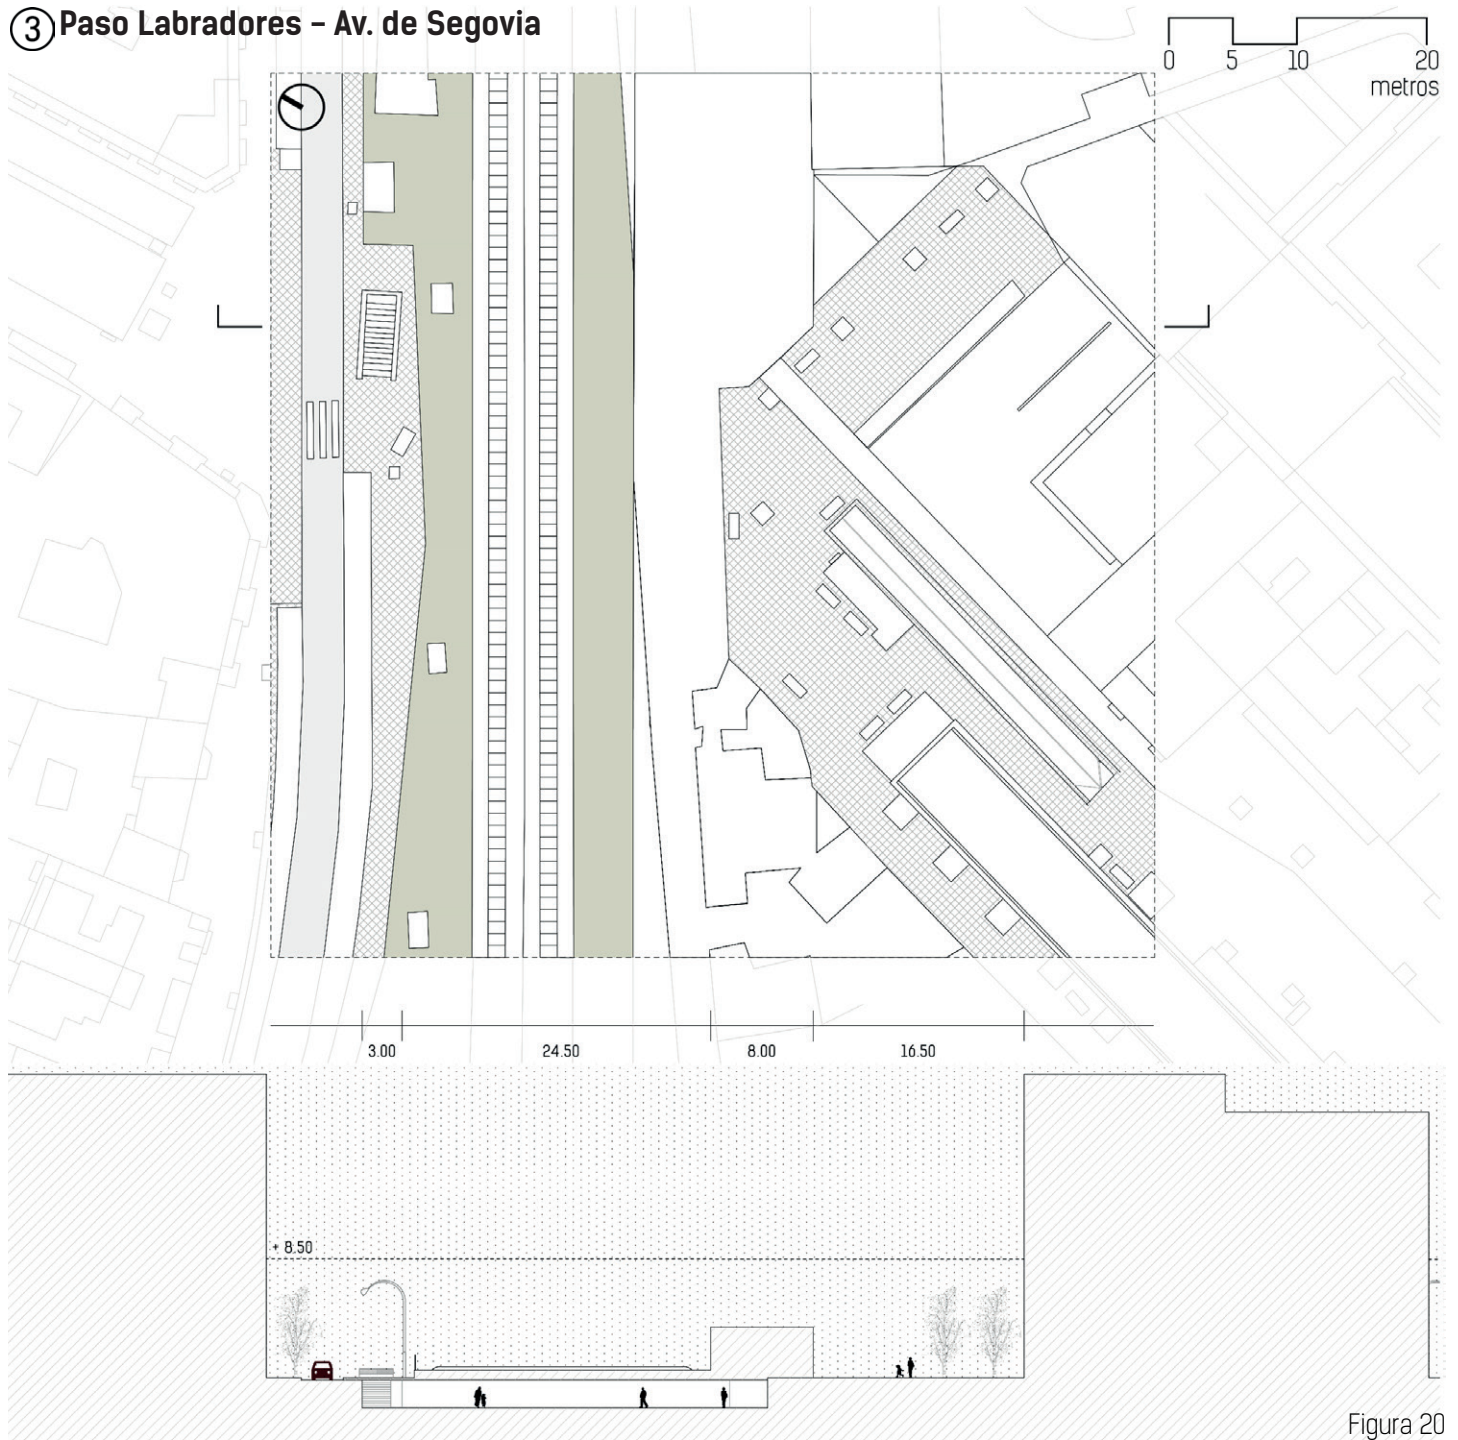 3 Paso Labradores – Av. de Segovia
0 5 10 20
metros
3.00 24.50 8.00 16.50
+ 8.50
Figura 20